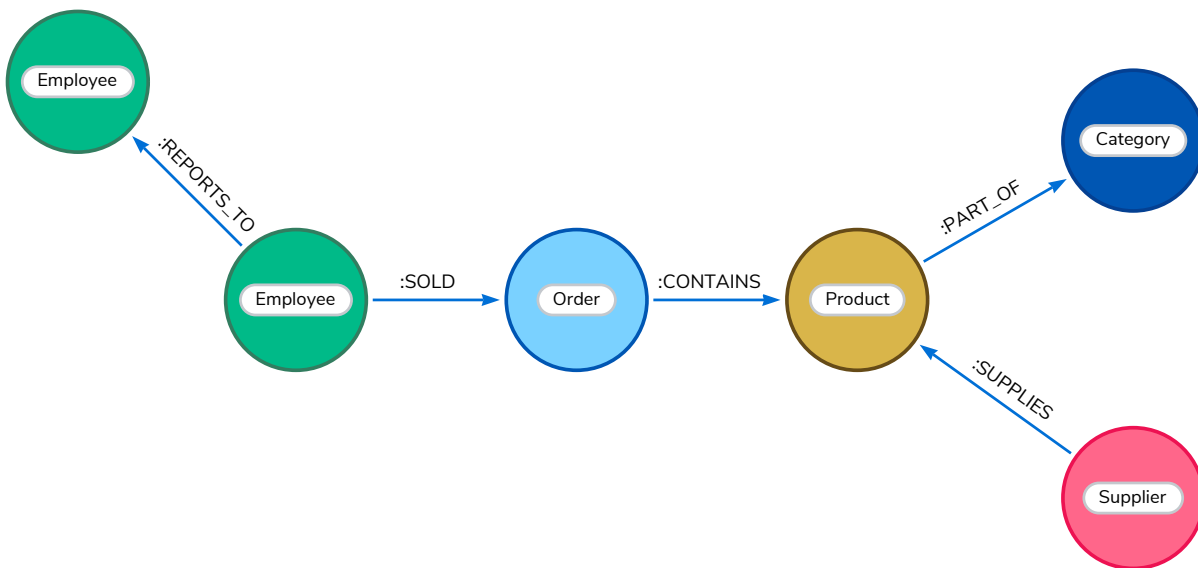 Employee
:REPORTS_TO
Employee
:SOLD
Order
:CONTAINS
Product
:PART_OF
Category
:SUPPLIES
Supplier